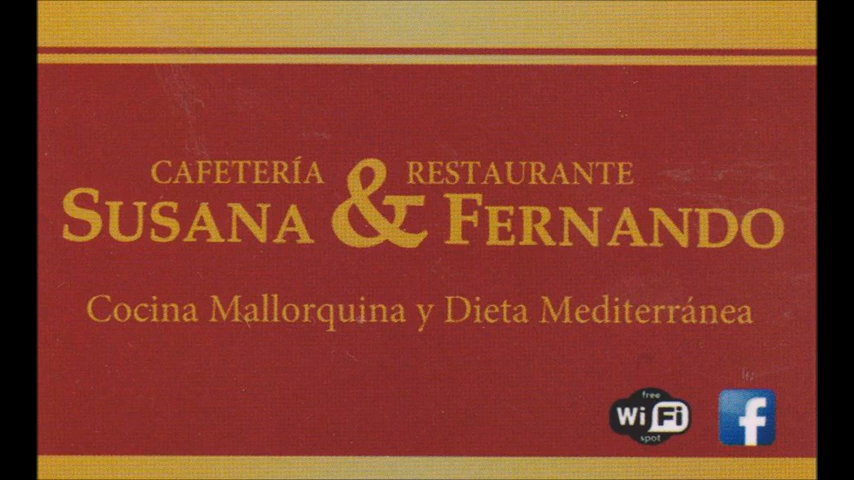 CAFETERÍA & RESTAURANTE
SUSANA FERNANDO
Cocina Mallorquina y Dieta Mediterránea
free
WiFi
spot
f